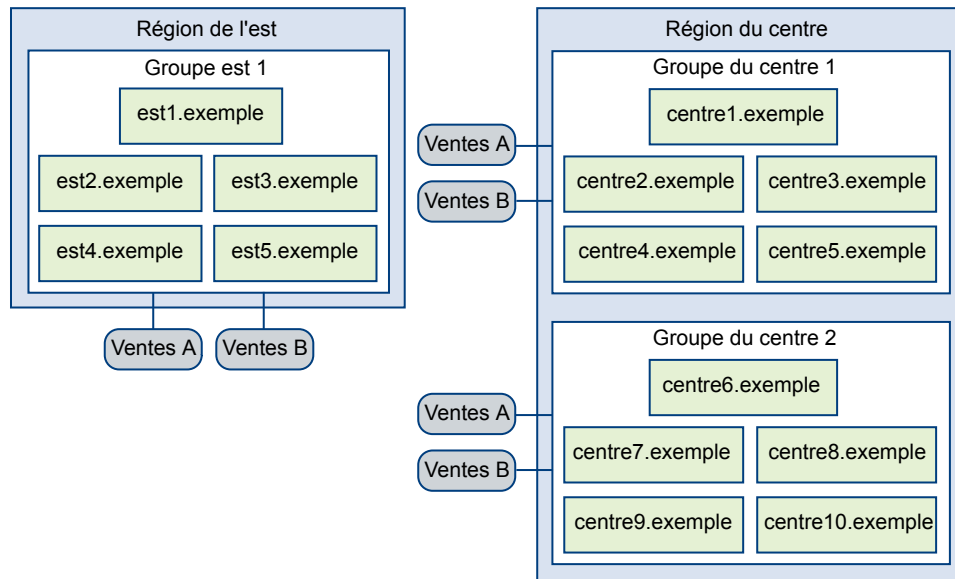 Région de l'est
Groupe est 1
est1.exemple
est2.exemple
est3.exemple
est4.exemple
est5.exemple
Ventes A
Ventes B
Région du centre
Groupe du centre 1
centre1.exemple
Ventes A
centre2.exemple
centre3.exemple
Ventes B
centre4.exemple
centre5.exemple
Groupe du centre 2
centre6.exemple
Ventes A
centre7.exemple
centre8.exemple
Ventes B
centre9.exemple
centre10.exemple